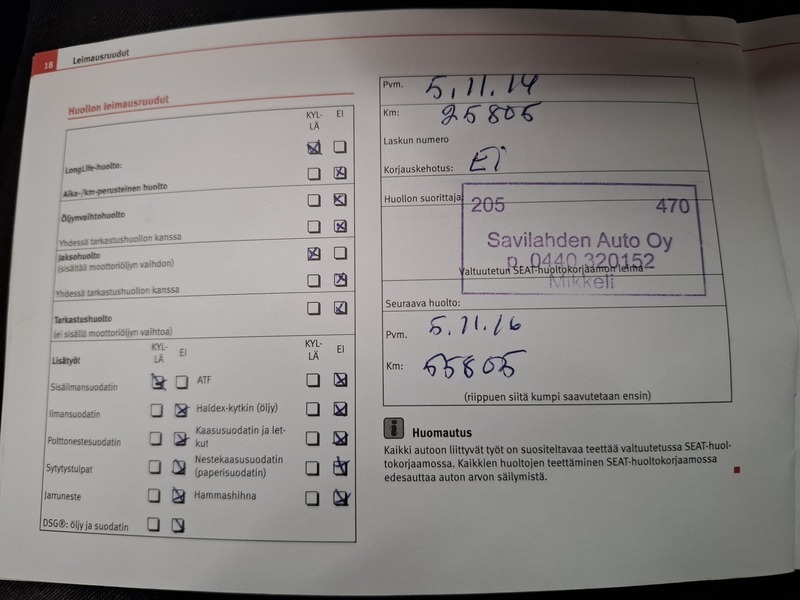 18 Leimausruudut
Huollon leimausruudut
KYL-
LÄ EI
LongLife-huolto:
Aika-/km-perusteinen huolto
Öljynvaihtohuolto
Yhdessä tarkastushuollon kanssa
Jaksohuolto
(sisältää moottoriöljyn vaihdon)
Yhdessä tarkastushuollon kanssa
Tarkastushuolto
(ei sisällä moottoriöljyn vaihtoa)
Lisätyöt KYL-
LÄ EI KYL-
LÄ EI
Sisäilmansuodatin ATF
Ilmansuodatin Haldex-kytkin (öljy)
Polttonestesuodatin Kaasusuodatin ja let-
kut
Sytytystulpat Nestekaasusuodatin
(paperisuodatin)
Jarruneste Hammashihna
DSG®: öljy ja suodatin
Pvm. 5.11.14
Km: 25805
Laskun numero
Korjauskehotus: Ei
Huollon suorittaja:
205 470
Savilahden Auto Oy
p. 0440 320152
Valtuutetun SEAT-huoltokorjaamon leima
Mikkeli
Seuraava huolto:
Pvm. 5.11.16
Km: 55805
(riippuen siitä kumpi saavutetaan ensin)
i Huomautus
Kaikki autoon liittyvät työt on suositeltavaa teettää valtuutetussa SEAT-huol-
tokorjaamossa. Kaikkien huoltojen teettäminen SEAT-huoltokorjaamossa
edesauttaa auton arvon säilymistä.